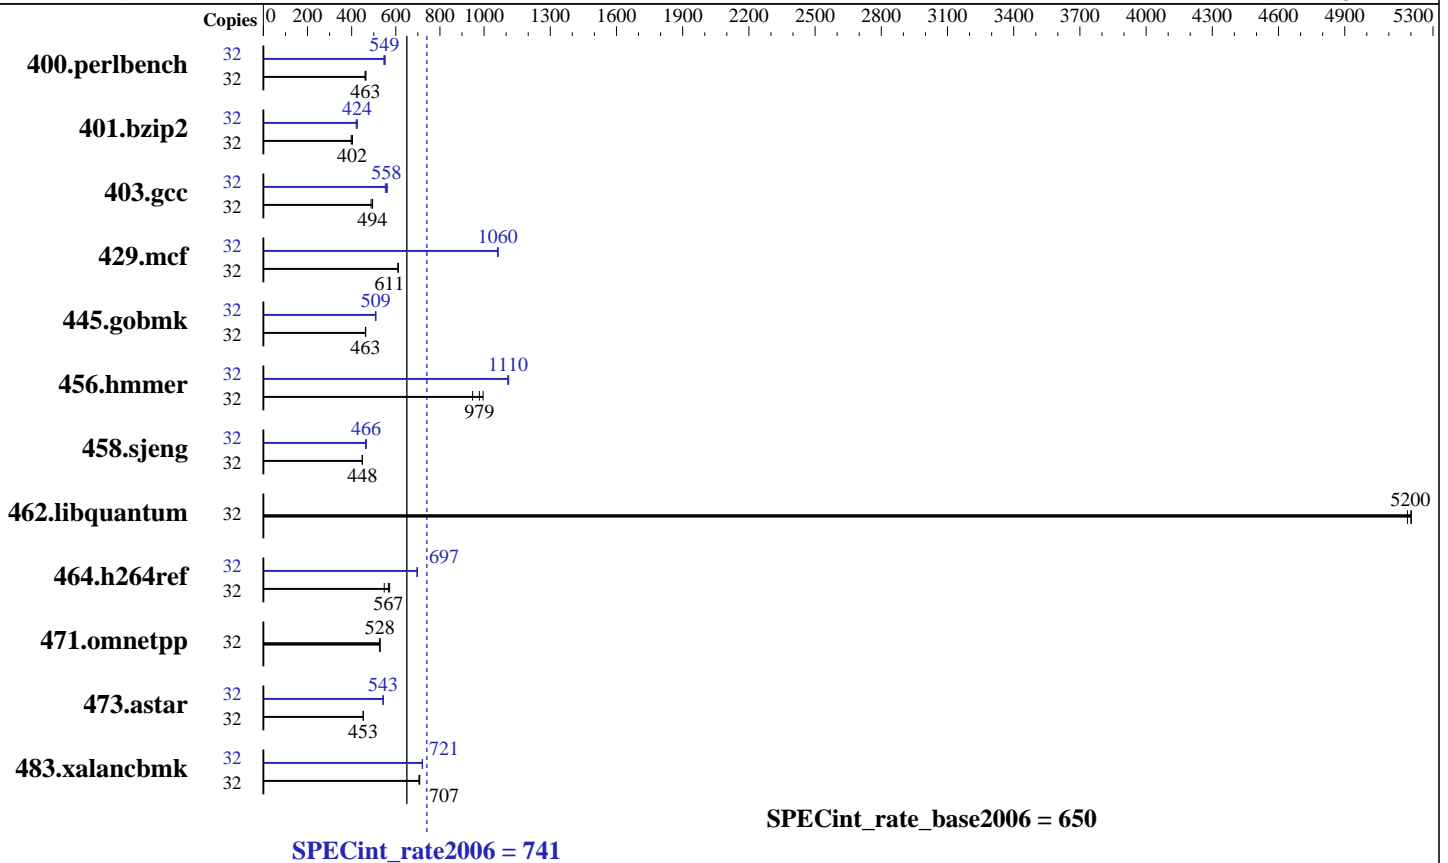 Copies 0 200 400 600 800 1000 1300 1600 1900 2200 2500 2800 3100 3400 3700 4000 4300 4600 4900 5300
400.perlbench 32 549
32 463
401.bzip2 32 424
32 402
403.gcc 32 558
32 494
429.mcf 32 1060
32 611
445.gobmk 32 509
32 463
456.hmmer 32 1110
32 979
458.sjeng 32 466
32 448
462.libquantum 32 5200
464.h264ref 32 697
32 567
471.omnetpp 32 528
473.astar 32 543
32 453
483.xalancbmk 32 721
32 707
SPECint_rate_base2006 = 650
SPECint_rate2006 = 741